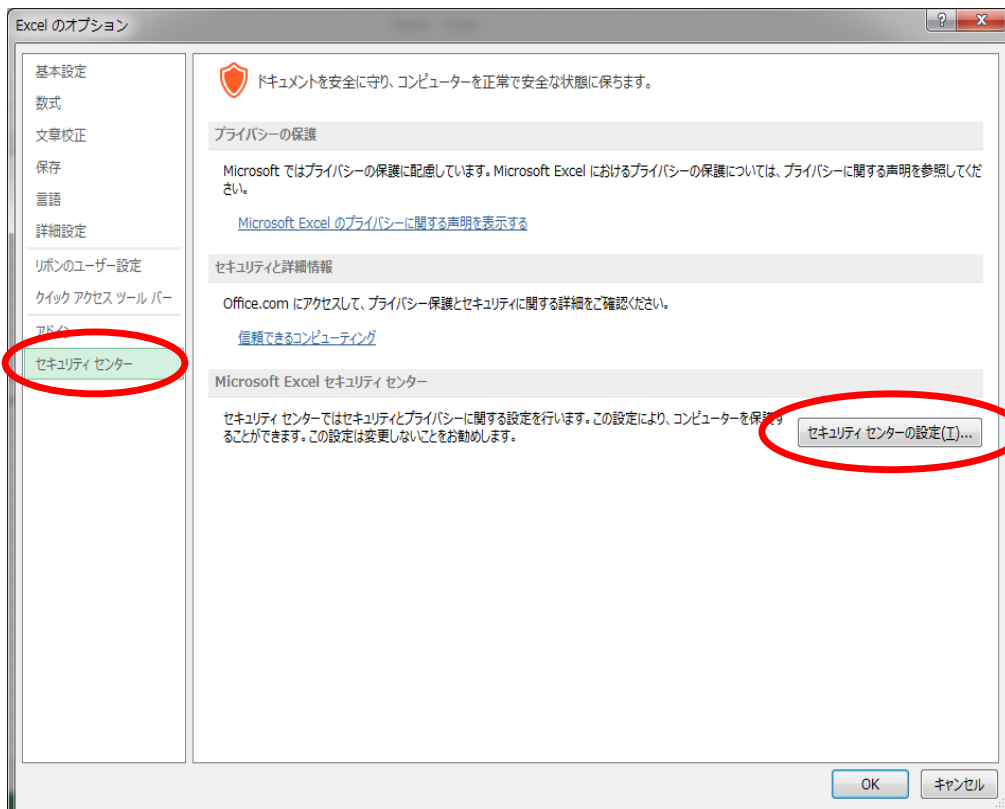 Excel のオプション
基本設定
数式
文章校正
保存
言語
詳細設定
リボンのユーザー設定
クイック アクセス ツール バー
アドイン
セキュリティ センター
ドキュメントを安全に守り、コンピューターを正常で安全な状態に保ちます。
プライバシーの保護
Microsoft ではプライバシーの保護に配慮しています。Microsoft Excel におけるプライバシーの保護については、プライバシーに関する声明を参照してくだ
さい。
Microsoft Excel のプライバシーに関する声明を表示する
セキュリティと詳細情報
Office.com にアクセスして、プライバシー保護とセキュリティに関する詳細をご確認ください。
信頼できるコンピューティング
Microsoft Excel セキュリティ センター
セキュリティ センターではセキュリティとプライバシーに関する設定を行います。この設定により、コンピューターを保護す
ることができます。この設定は変更しないことをお勧めします。
セキュリティ センターの設定(T)...
OK
キャンセル